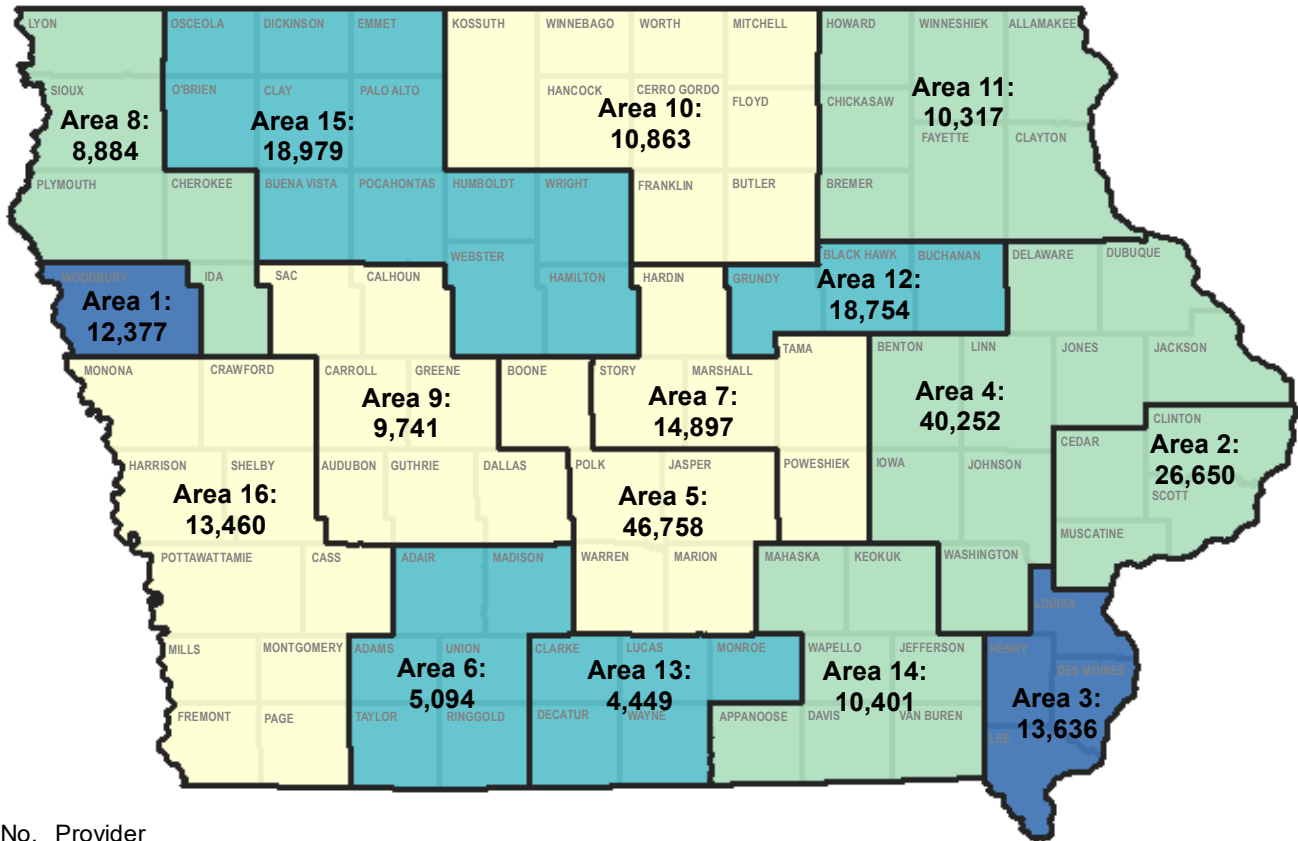 LYON OSCEOLA DICKINSON EMMET KOSSUTH WINNEBAGO WORTH MITCHELL HOWARD WINNESHIEK ALLAMAKEE
SIOUX O'BRIEN CLAY PALO ALTO HANCOCK CERRO GORDO FLOYD CHICKASAW
Area 8:
8,884
Area 15:
18,979
Area 10:
10,863
Area 11:
10,317
FAYETTE CLAYTON
PLYMOUTH CHEROKEE BUENA VISTA POCAHONTAS HUMBOLDT WRIGHT FRANKLIN BUTLER BREMER
WOODBURY IDA SAC CALHOUN WEBSTER HAMILTON HARDIN GRUNDY BLACK HAWK BUCHANAN DELAWARE DUBUQUE
Area 1:
12,377
Area 12:
18,754
MONONA CRAWFORD CARROLL GREENE BOONE STORY MARSHALL TAMA BENTON LINN JONES JACKSON
Area 9:
9,741
Area 7:
14,897
Area 4:
40,252
HARRISON SHELBY AUDUBON GUTHRIE DALLAS POLK JASPER POWESHIEK IOWA JOHNSON CEDAR CLINTON
Area 2:
26,650
SCOTT
MUSCATINE
Area 16:
13,460
Area 5:
46,758
POTTAWATTAMIE CASS ADAIR MADISON WARREN MARION MAHASKA KEOKUK WASHINGTON LOUISA
MILLS MONTGOMERY ADAMS UNION CLARKE LUCAS MONROE WAPELLO JEFFERSON HENRY DES MOINES
Area 6:
5,094
Area 13:
4,449
Area 14:
10,401
Area 3:
13,636
FREMONT PAGE TAYLOR RINGGOLD DECATUR WAYNE APPANOOSE DAVIS VAN BUREN LEE
No. Provider